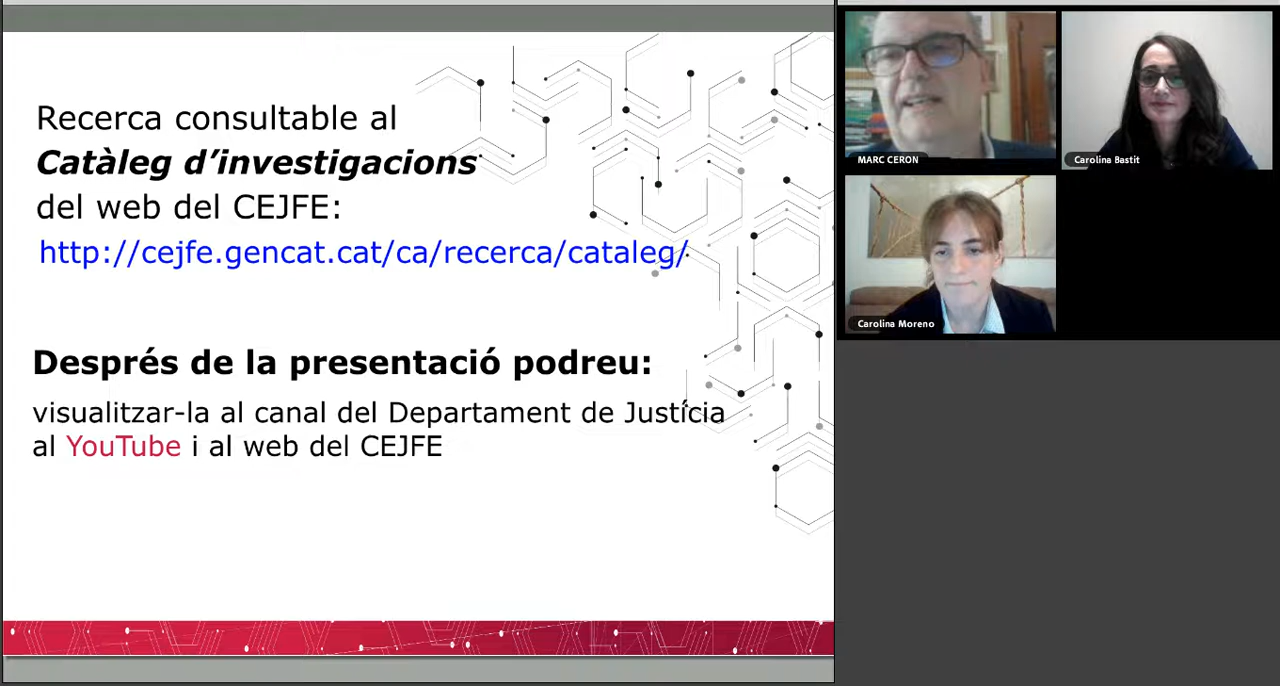 Recerca consultable al
Catàleg d’investigacions
del web del CEJFE:
http://cejfe.gencat.cat/ca/recerca/cataleg/
Després de la presentació podreu:
visualitzar-la al canal del Departament de Justícia
al YouTube i al web del CEJFE
MARC CERON
Carolina Bastit
Carolina Moreno